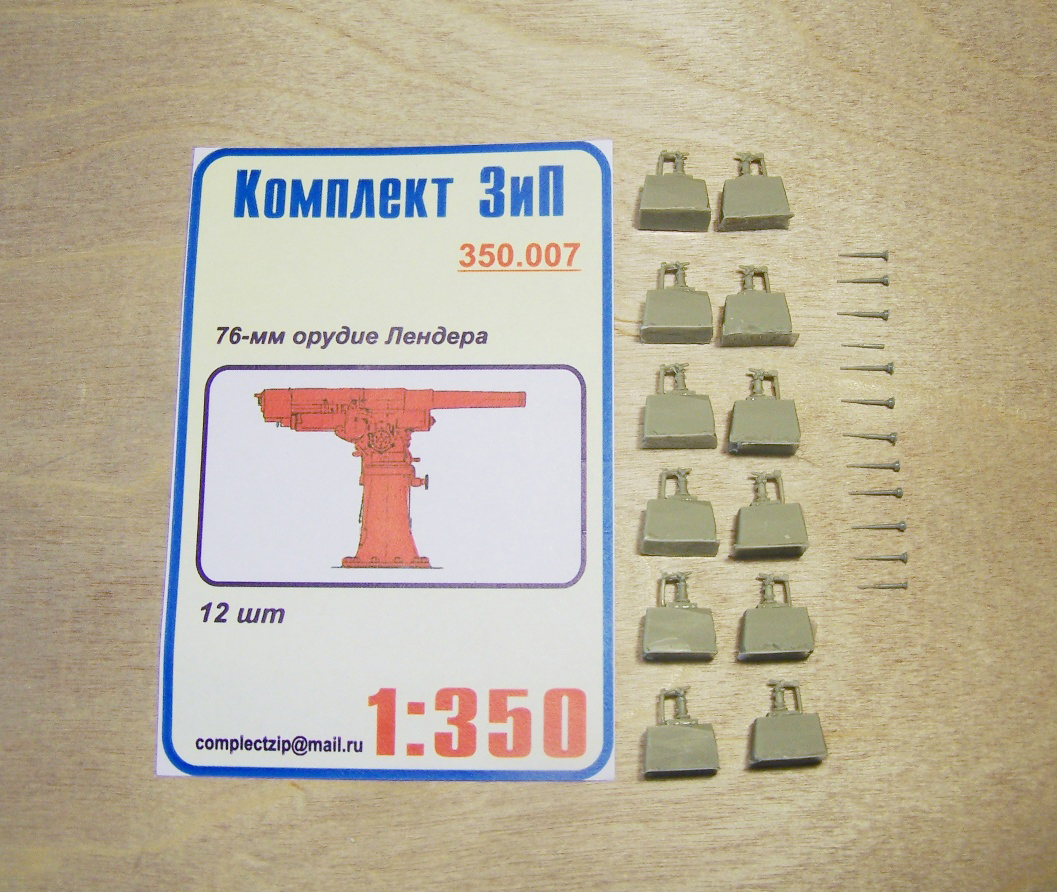 Комплект ЗиП
350.007
76-мм орудие Лендера
12 шт
complectzip@mail.ru
1:350